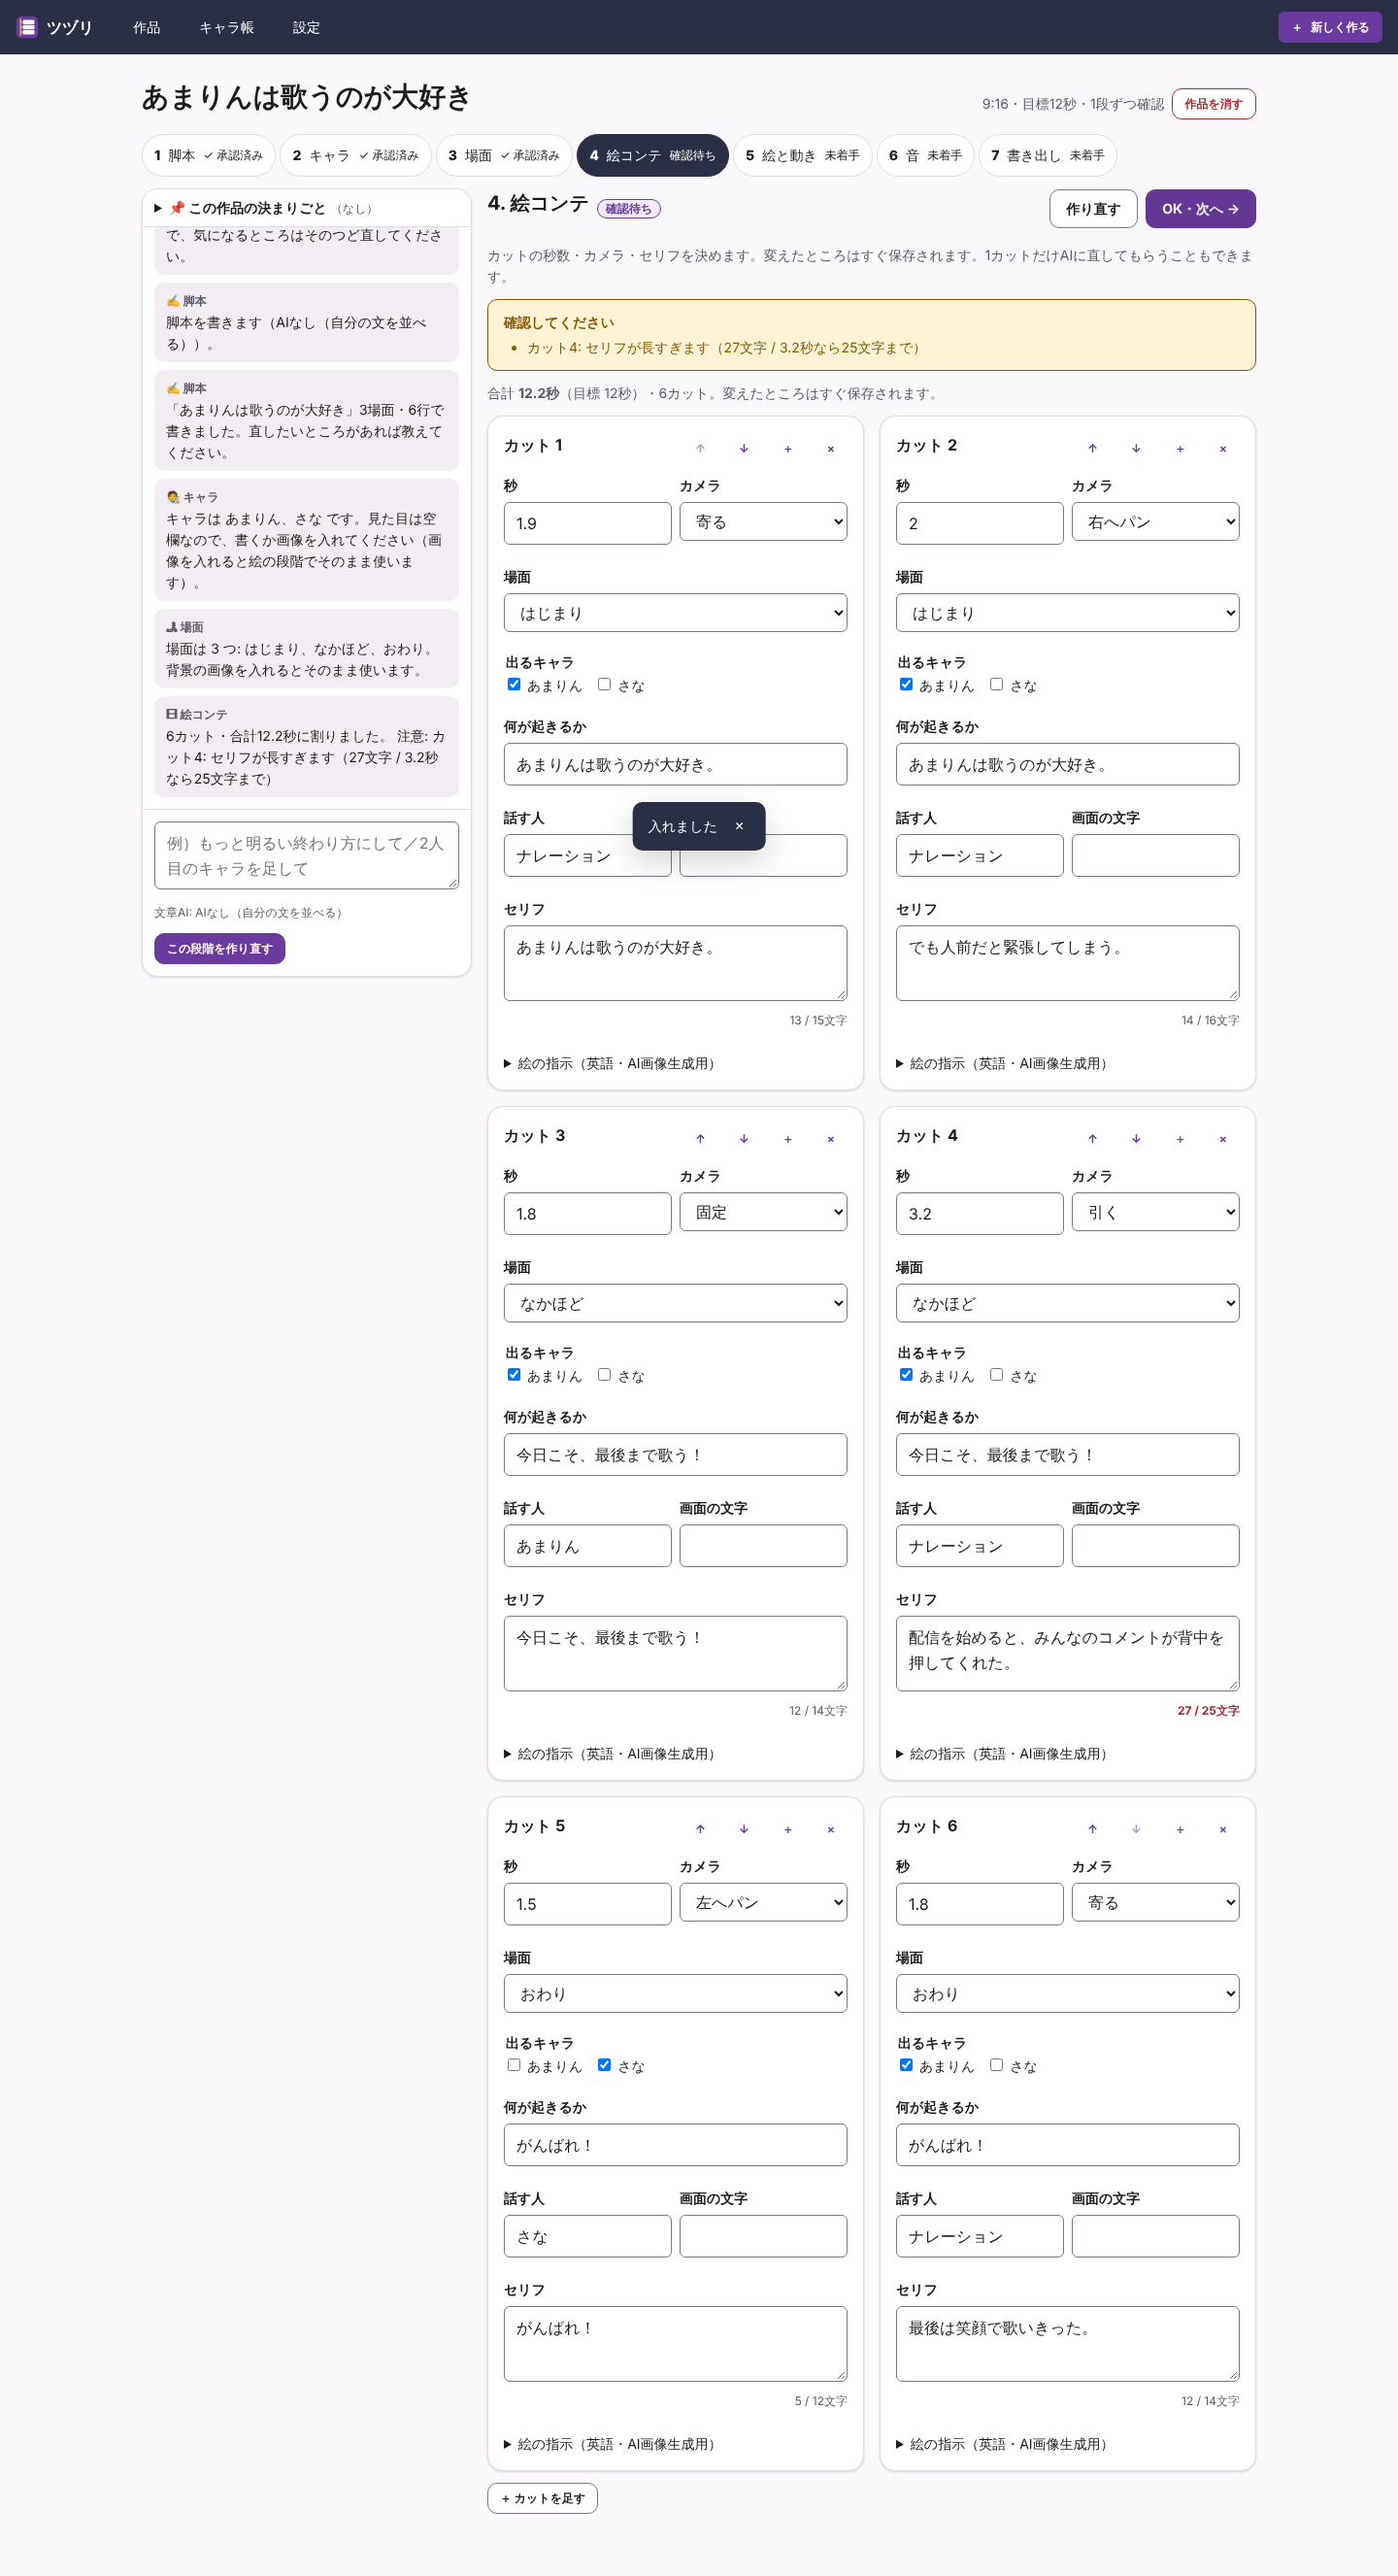 ツヅリ 作品 キャラ帳 設定 + 新しく作る
あまりんは歌うのが大好き
9:16・目標12秒・1段ずつ確認 作品を消す
1 脚本 ✓ 承認済み 2 キャラ ✓ 承認済み 3 場面 ✓ 承認済み 4 絵コンテ 確認待ち 5 絵と動き 未着手 6 音 未着手 7 書き出し 未着手
▶ 📌 この作品の決まりごと (なし)
で、気になるところはそのつど直してくださ
い。
✍ 脚本
脚本を書きます（AIなし（自分の文を並べ
る））。
✍ 脚本
「あまりんは歌うのが大好き」3場面・6行で
書きました。直したいところがあれば教えて
ください。
🧑‍🎨 キャラ
キャラは あまりん、さな です。見た目は空
欄なので、書くか画像を入れてください（画
像を入れると絵の段階でそのまま使いま
す）。
🏞 場面
場面は 3 つ: はじまり、なかほど、おわり。
背景の画像を入れるとそのまま使います。
🎞 絵コンテ
6カット・合計12.2秒に割りました。 注意: カ
ット4: セリフが長すぎます（27文字 / 3.2秒
なら25文字まで）
例）もっと明るい終わり方にして／2人
目のキャラを足して
文章AI: AIなし（自分の文を並べる）
この段階を作り直す
4. 絵コンテ 確認待ち
作り直す OK・次へ →
カットの秒数・カメラ・セリフを決めます。変えたところはすぐ保存されます。1カットだけAIに直してもらうこともできま
す。
確認してください
• カット4: セリフが長すぎます（27文字 / 3.2秒なら25文字まで）
合計 12.2秒（目標 12秒）・6カット。変えたところはすぐ保存されます。
カット 1 ↑ ↓ + ×
秒 カメラ
1.9 寄る
場面
はじまり
出るキャラ
あまりん さな
何が起きるか
あまりんは歌うのが大好き。
話す人
ナレーション
入れました ×
セリフ
あまりんは歌うのが大好き。
13 / 15文字
▶ 絵の指示（英語・AI画像生成用）
カット 2 ↑ ↓ + ×
秒 カメラ
2 右へパン
場面
はじまり
出るキャラ
あまりん さな
何が起きるか
あまりんは歌うのが大好き。
話す人 画面の文字
ナレーション
セリフ
でも人前だと緊張してしまう。
14 / 16文字
▶ 絵の指示（英語・AI画像生成用）
カット 3 ↑ ↓ + ×
秒 カメラ
1.8 固定
場面
なかほど
出るキャラ
あまりん さな
何が起きるか
今日こそ、最後まで歌う！
話す人 画面の文字
あまりん
セリフ
今日こそ、最後まで歌う！
12 / 14文字
▶ 絵の指示（英語・AI画像生成用）
カット 4 ↑ ↓ + ×
秒 カメラ
3.2 引く
場面
なかほど
出るキャラ
あまりん さな
何が起きるか
今日こそ、最後まで歌う！
話す人 画面の文字
ナレーション
セリフ
配信を始めると、みんなのコメントが背中を
押してくれた。
27 / 25文字
▶ 絵の指示（英語・AI画像生成用）
カット 5 ↑ ↓ + ×
秒 カメラ
1.5 左へパン
場面
おわり
出るキャラ
あまりん さな
何が起きるか
がんばれ！
話す人 画面の文字
さな
セリフ
がんばれ！
5 / 12文字
▶ 絵の指示（英語・AI画像生成用）
カット 6 ↑ ↓ + ×
秒 カメラ
1.8 寄る
場面
おわり
出るキャラ
あまりん さな
何が起きるか
がんばれ！
話す人 画面の文字
ナレーション
セリフ
最後は笑顔で歌いきった。
12 / 14文字
▶ 絵の指示（英語・AI画像生成用）
+ カットを足す